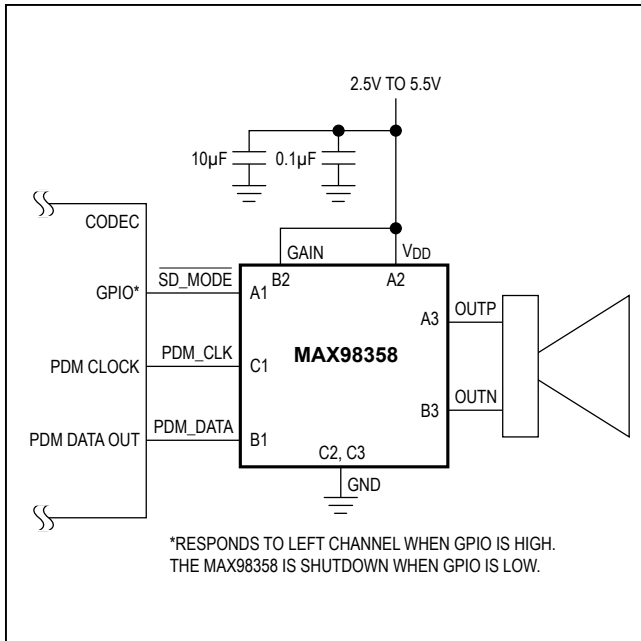 2.5V TO 5.5V
10µF
0.1µF
CODEC
GAIN
VDD
SD_MODE
B2
A2
GPIO*
A1
A3
OUTP
MAX98358
PDM CLOCK
PDM_CLK
C1
B3
OUTN
PDM DATA OUT
PDM_DATA
B1
C2, C3
GND
*RESPONDS TO LEFT CHANNEL WHEN GPIO IS HIGH.
THE MAX98358 IS SHUTDOWN WHEN GPIO IS LOW.